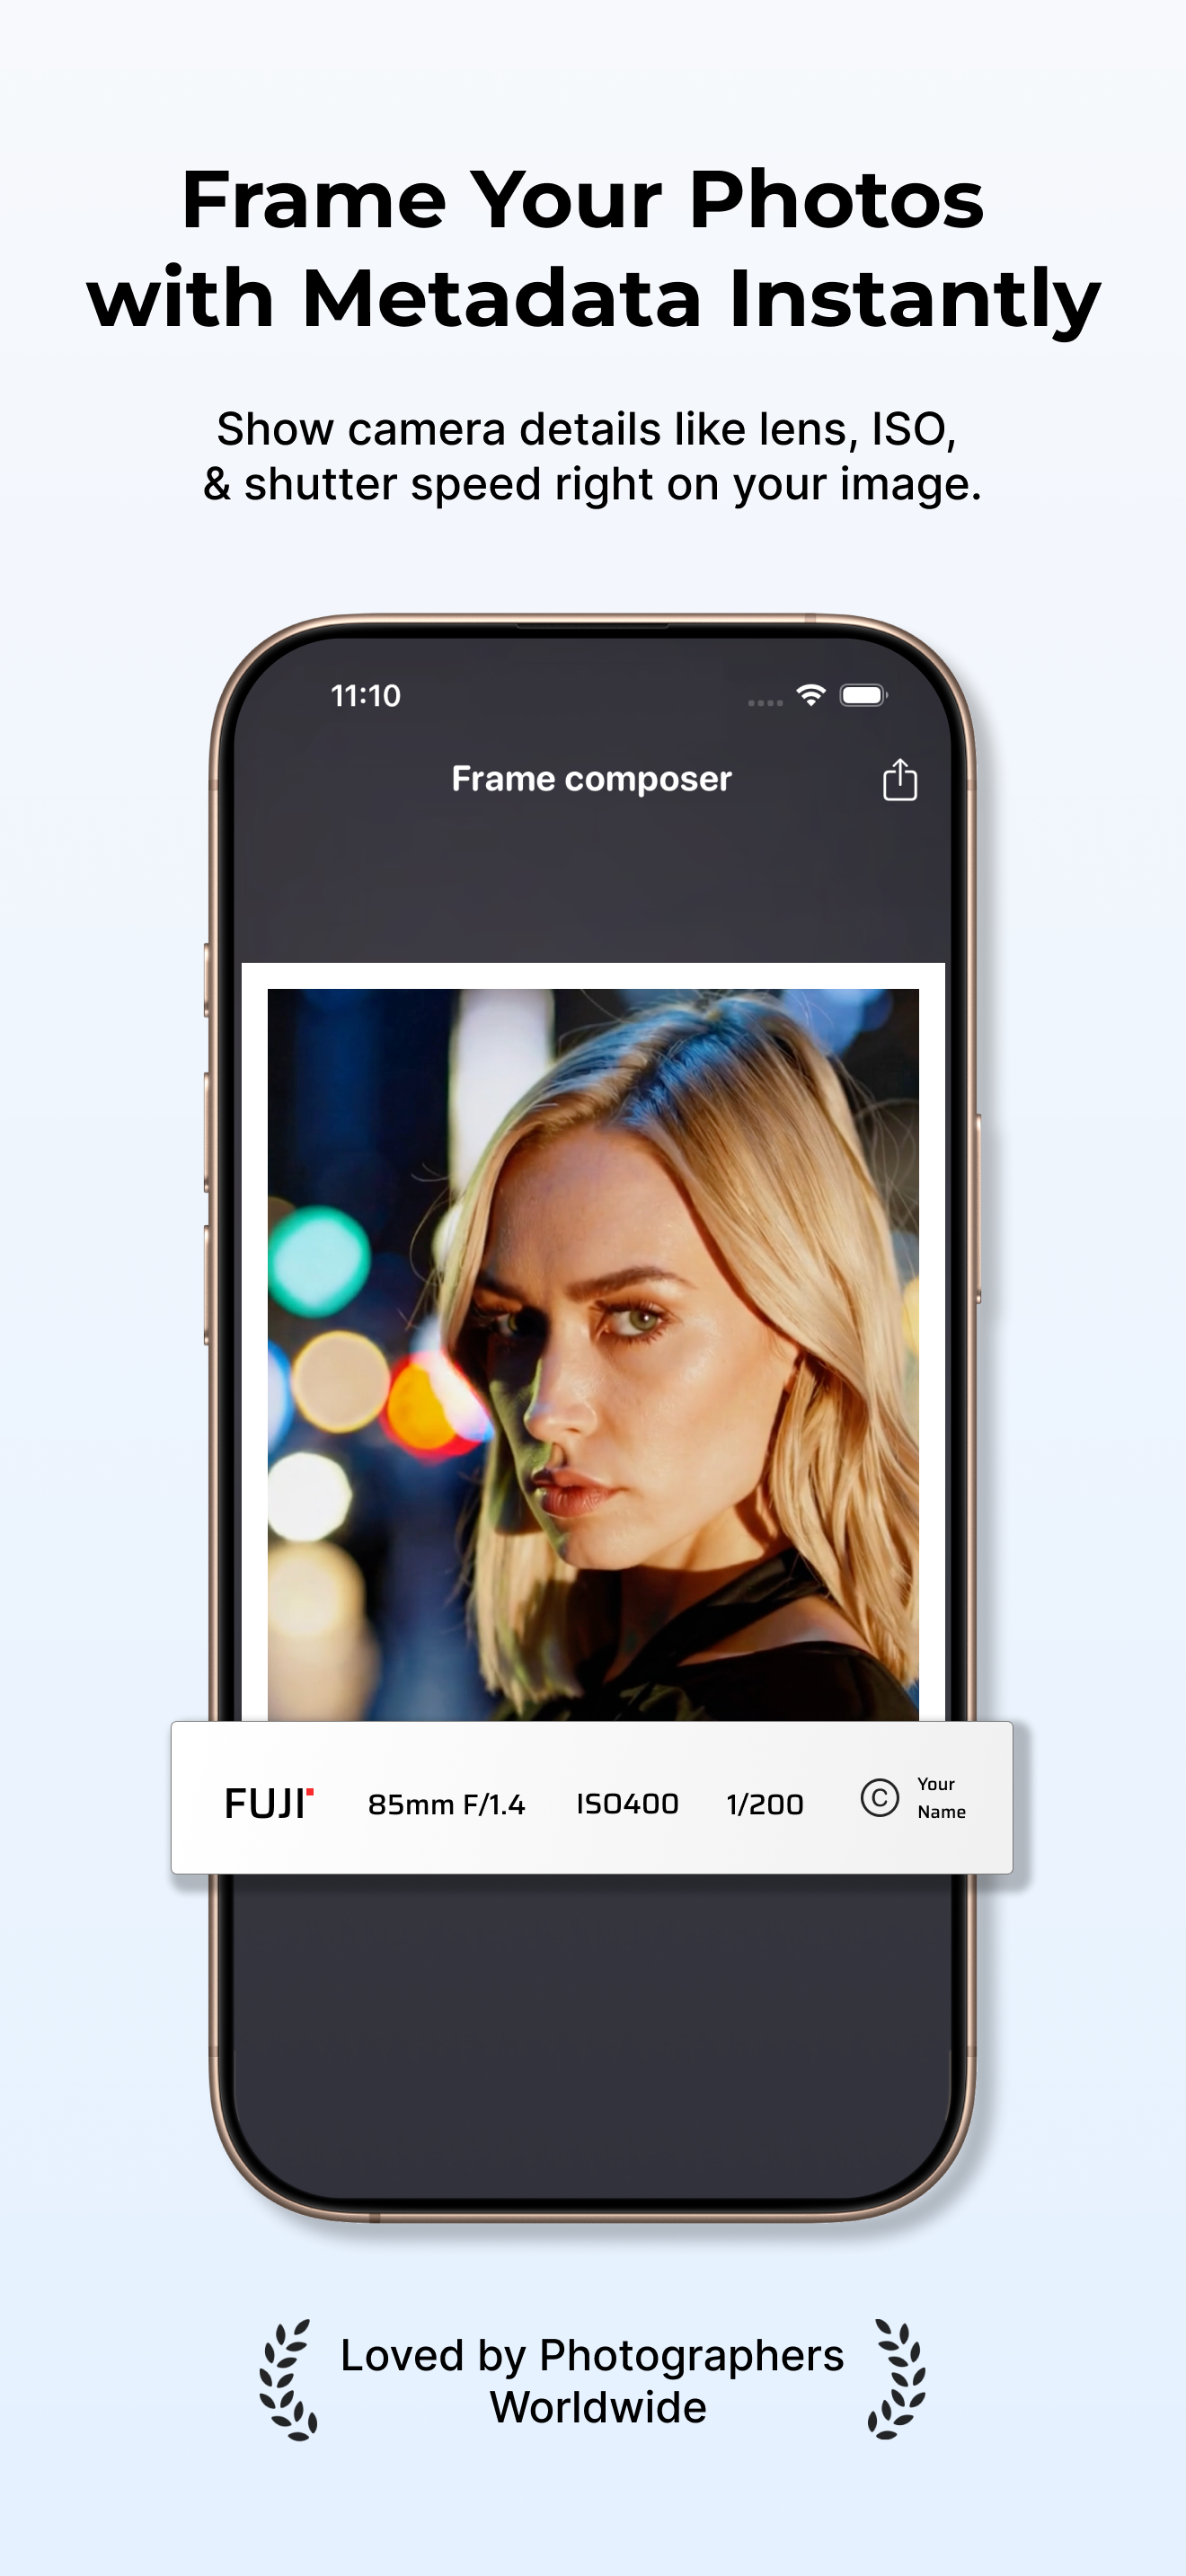 Frame Your Photos
with Metadata Instantly
Show camera details like lens, ISO,
& shutter speed right on your image.
11:10
Frame composer
FUJI
85mm F/1.4
ISO400
1/200
©
Your
Name
Loved by Photographers
Worldwide